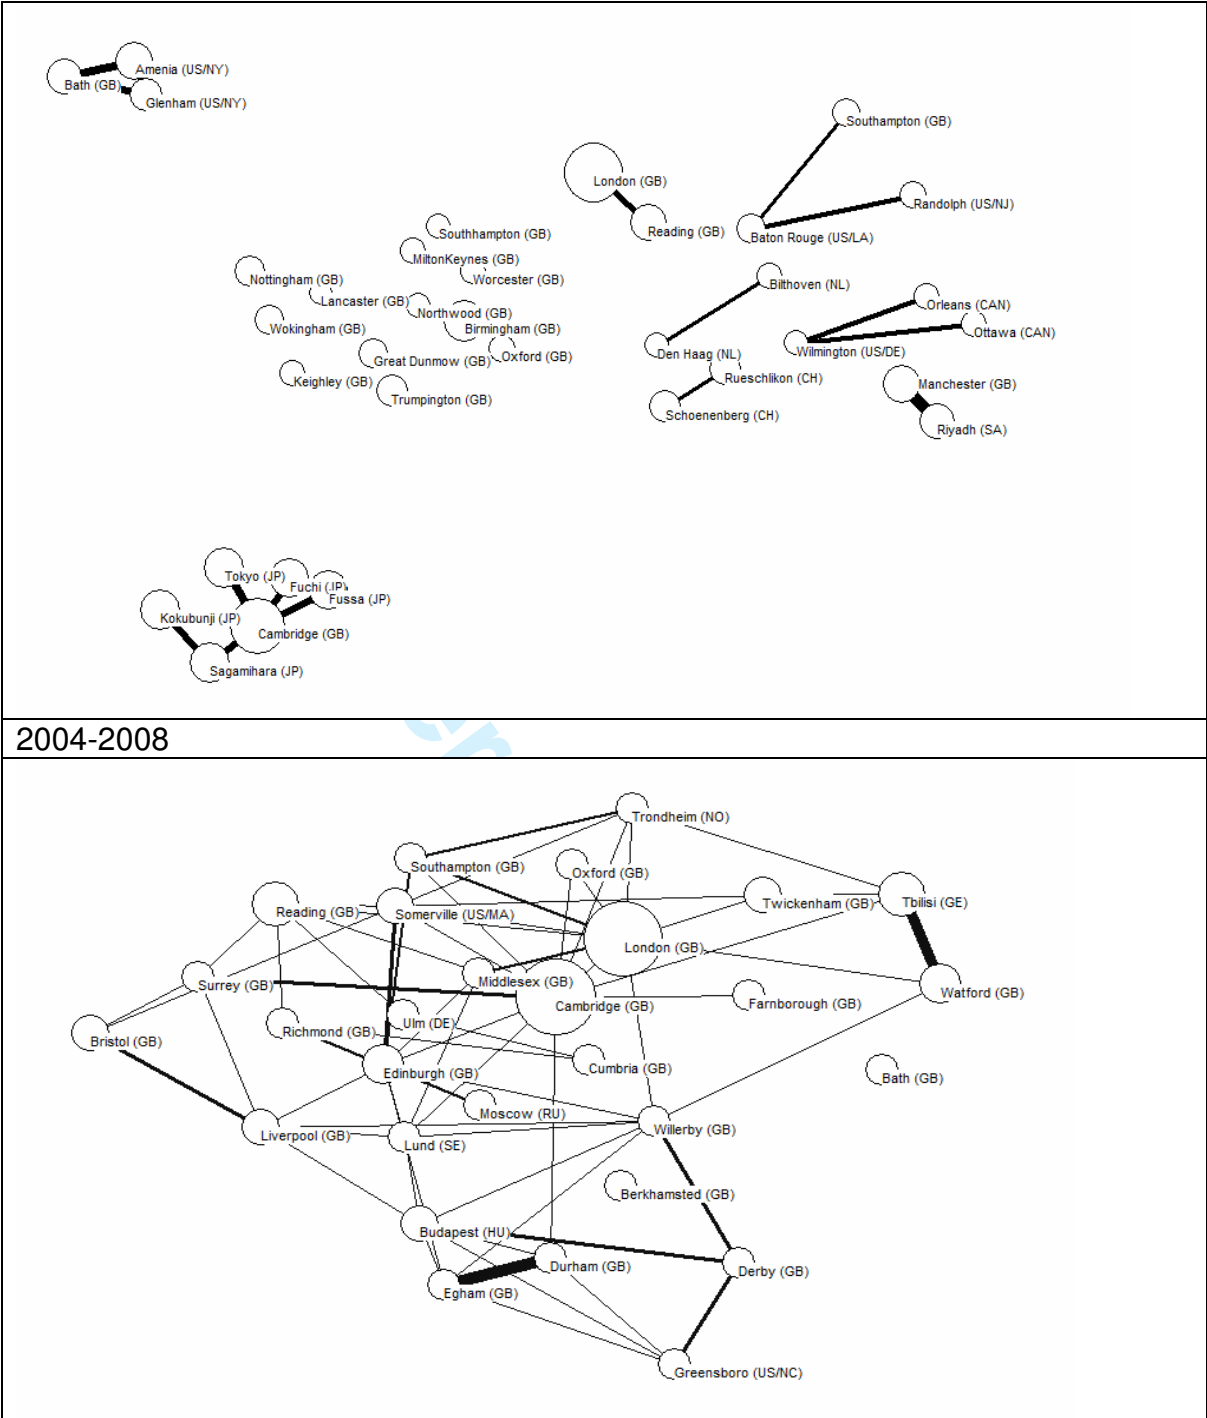 Amenia (US/NY)
Bath (GB)
Glenham (US/NY)
Southampton (GB)
London (GB)
Randolph (US/NJ)
Reading (GB)
Baton Rouge (US/LA)
Southhampton (GB)
MiltonKeynes (GB)
Nottingham (GB)
Worcester (GB)
Bilthoven (NL)
Lancaster (GB)
Northwood (GB)
Orleans (CAN)
Wokingham (GB)
Birmingham (GB)
Ottawa (CAN)
Great Dunmow (GB)
Oxford (GB)
Den Haag (NL)
Wilmington (US/DE)
Keighley (GB)
Rueschlikon (CH)
Manchester (GB)
Trumpington (GB)
Schoenenberg (CH)
Riyadh (SA)
Tokyo (JP)
Fuchi (JP)
Fussa (JP)
Kokubunji (JP)
Cambridge (GB)
Sagamihara (JP)
2004-2008
Trondheim (NO)
Southampton (GB)
Oxford (GB)
Reading (GB)
Somerville (US/MA)
Twickenham (GB)
Tbilisi (GE)
London (GB)
Surrey (GB)
Middlesex (GB)
Watford (GB)
Cambridge (GB)
Farnborough (GB)
Richmond (GB)
Ulm (DE)
Bristol (GB)
Edinburgh (GB)
Cumbria (GB)
Bath (GB)
Moscow (RU)
Liverpool (GB)
Lund (SE)
Willerby (GB)
Berkhamsted (GB)
Budapest (HU)
Durham (GB)
Derby (GB)
Egham (GB)
Greensboro (US/NC)